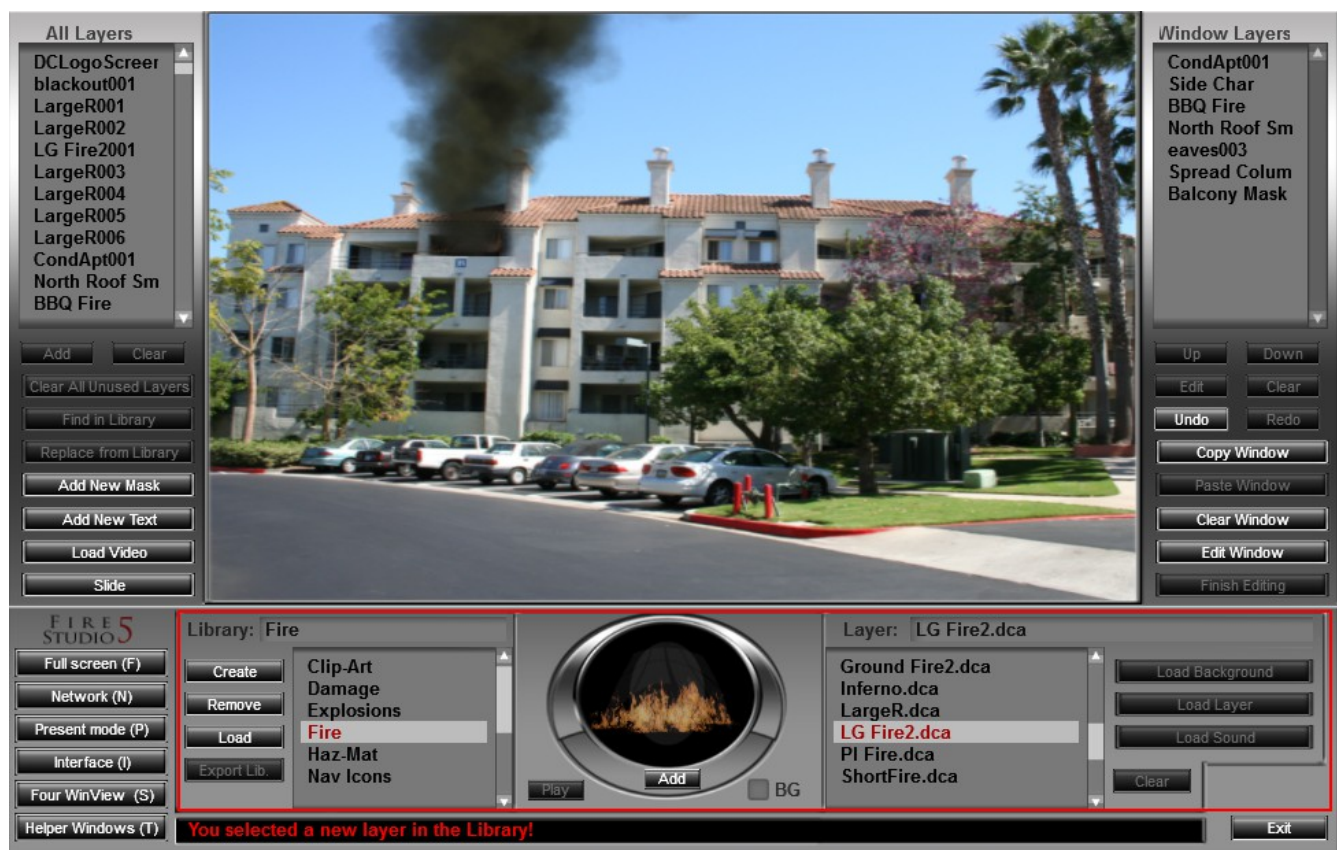 All Layers
DCLogoScreer
blackout001
LargeR001
LargeR002
LG Fire2001
LargeR003
LargeR004
LargeR005
LargeR006
CondApt001
North Roof Sm
BBQ Fire
Add Clear
Clear All Unused Layers
Find in Library
Replace from Library
Add New Mask
Add New Text
Load Video
Slide
Window Layers
CondApt001
Side Char
BBQ Fire
North Roof Sm
eaves003
Spread Colum
Balcony Mask
Up Down
Edit Clear
Undo Redo
Copy Window
Paste Window
Clear Window
Edit Window
Finish Editing
FIRE
STUDIO 5
Full screen (F)
Network (N)
Present mode (P)
Interface (I)
Four WinView (S)
Helper Windows (T)
Library: Fire
Create
Remove
Load
Export Lib.
Clip-Art
Damage
Explosions
Fire
Haz-Mat
Nav Icons
Play
Add
BG
Layer: LG Fire2.dca
Ground Fire2.dca
Inferno.dca
LargeR.dca
LG Fire2.dca
PI Fire.dca
ShortFire.dca
Load Background
Load Layer
Load Sound
Clear
You selected a new layer in the Library!
Exit